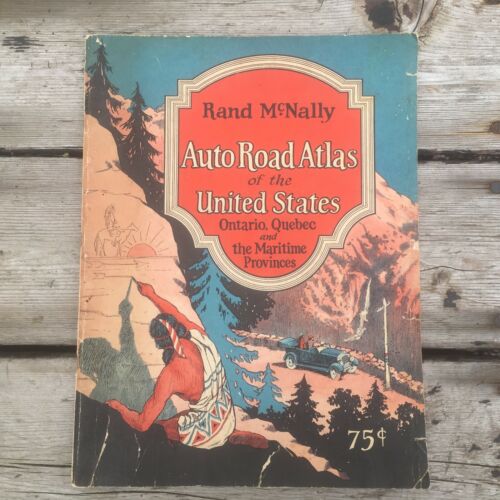 Rand McNally
Auto Road Atlas
of the
United States
Ontario, Quebec
and
the Maritime
Provinces
75¢